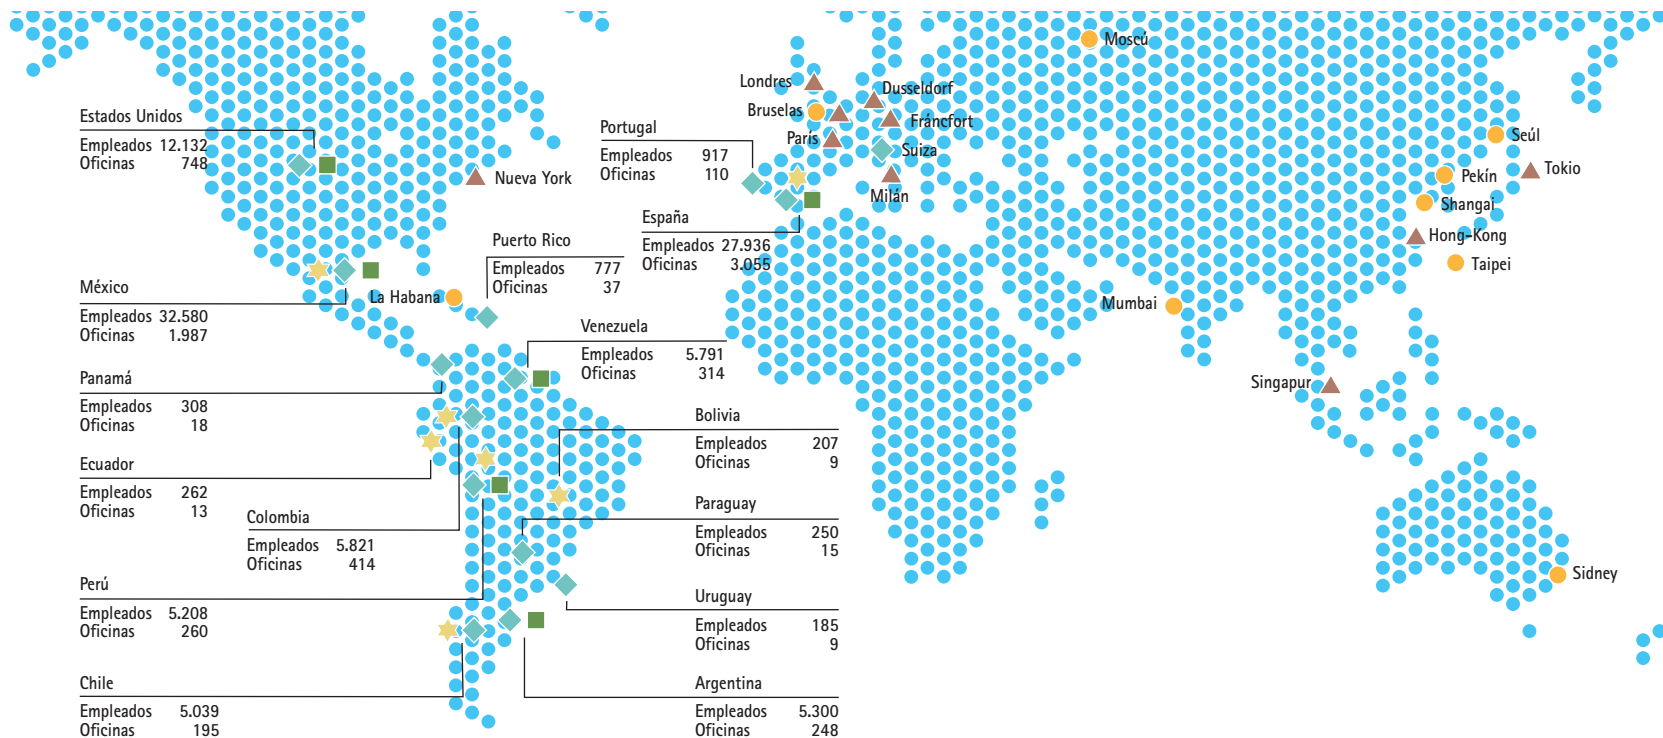 Moscú
Londres
Dusseldorf
Bruselas
Fráncfort
París
Suiza
Milán
Seúl
Tokio
Pekín
Shangai
Hong-Kong
Taipei
Mumbai
Singapur
Sidney
Nueva York
La Habana
Estados Unidos
Empleados 12.132
Oficinas 748
Portugal
Empleados 917
Oficinas 110
España
Empleados 27.936
Oficinas 3.055
Puerto Rico
Empleados 777
Oficinas 37
México
Empleados 32.580
Oficinas 1.987
Venezuela
Empleados 5.791
Oficinas 314
Panamá
Empleados 308
Oficinas 18
Bolivia
Empleados 207
Oficinas 9
Ecuador
Empleados 262
Oficinas 13
Paraguay
Empleados 250
Oficinas 15
Colombia
Empleados 5.821
Oficinas 414
Perú
Empleados 5.208
Oficinas 260
Uruguay
Empleados 185
Oficinas 9
Chile
Empleados 5.039
Oficinas 195
Argentina
Empleados 5.300
Oficinas 248